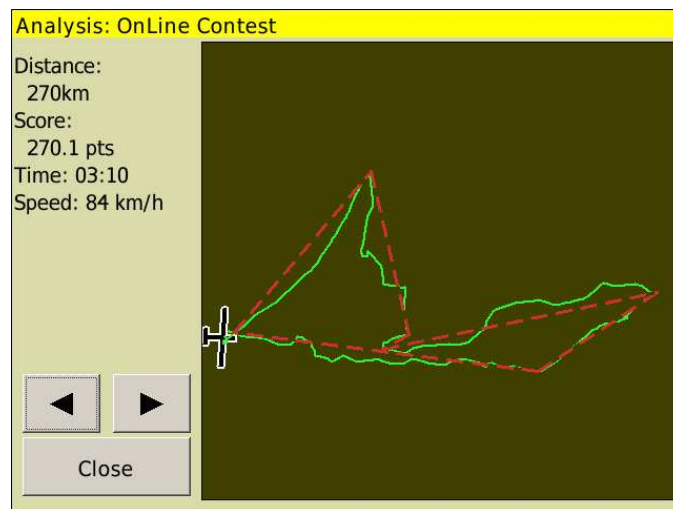 Analysis: OnLine Contest
Distance:
270km
Score:
270.1 pts
Time: 03:10
Speed: 84 km/h
Close